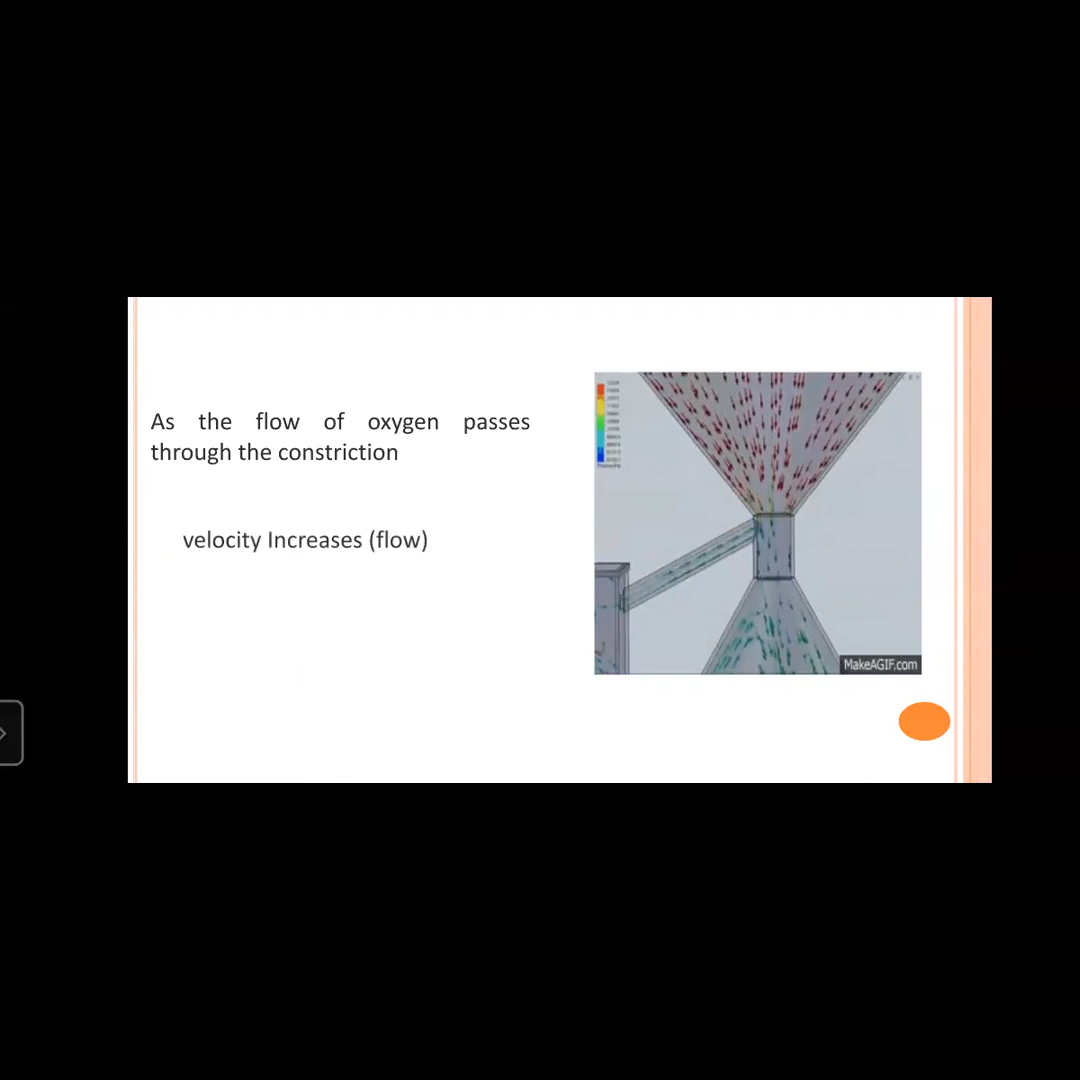 As the flow of oxygen passes
through the constriction
velocity Increases (flow)
MakeAGIF.com